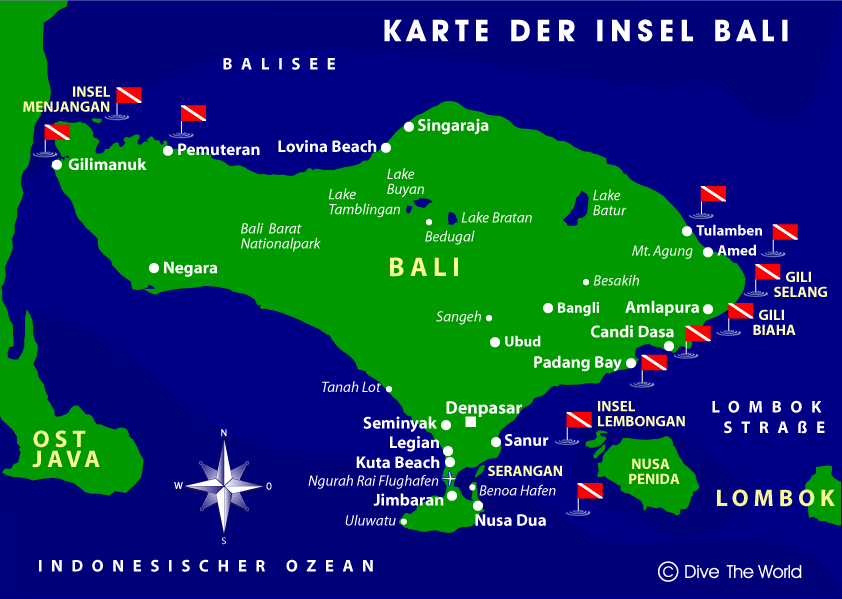 KARTE DER INSEL BALI
BALISEE
INSEL
MENJANGAN
Gilimanuk
Pemuteran
Lovina Beach
Singaraja
Lake
Buyan
Lake
Tamblingan
Lake Bratan
Bedugal
Lake
Batur
Bali Barat
Nationalpark
Tulamben
Mt. Agung
Amed
Negara
BALI
Besakih
GILI
SELANG
Sangeh
Bangli
Amlapura
GILI
BIAHA
Ubud
Candi Dasa
Padang Bay
Tanah Lot
Denpasar
INSEL
LEMBONGAN
LOMBOK
STRAßE
Seminyak
Legian
Sanur
OST
JAVA
N
W
O
S
Kuta Beach
SERANGAN
NUSA
PENIDA
Ngurah Rai Flughafen
Benoa Hafen
Jimbaran
LOMBOK
Uluwatu
Nusa Dua
INDONESISCHER OZEAN
© Dive The World